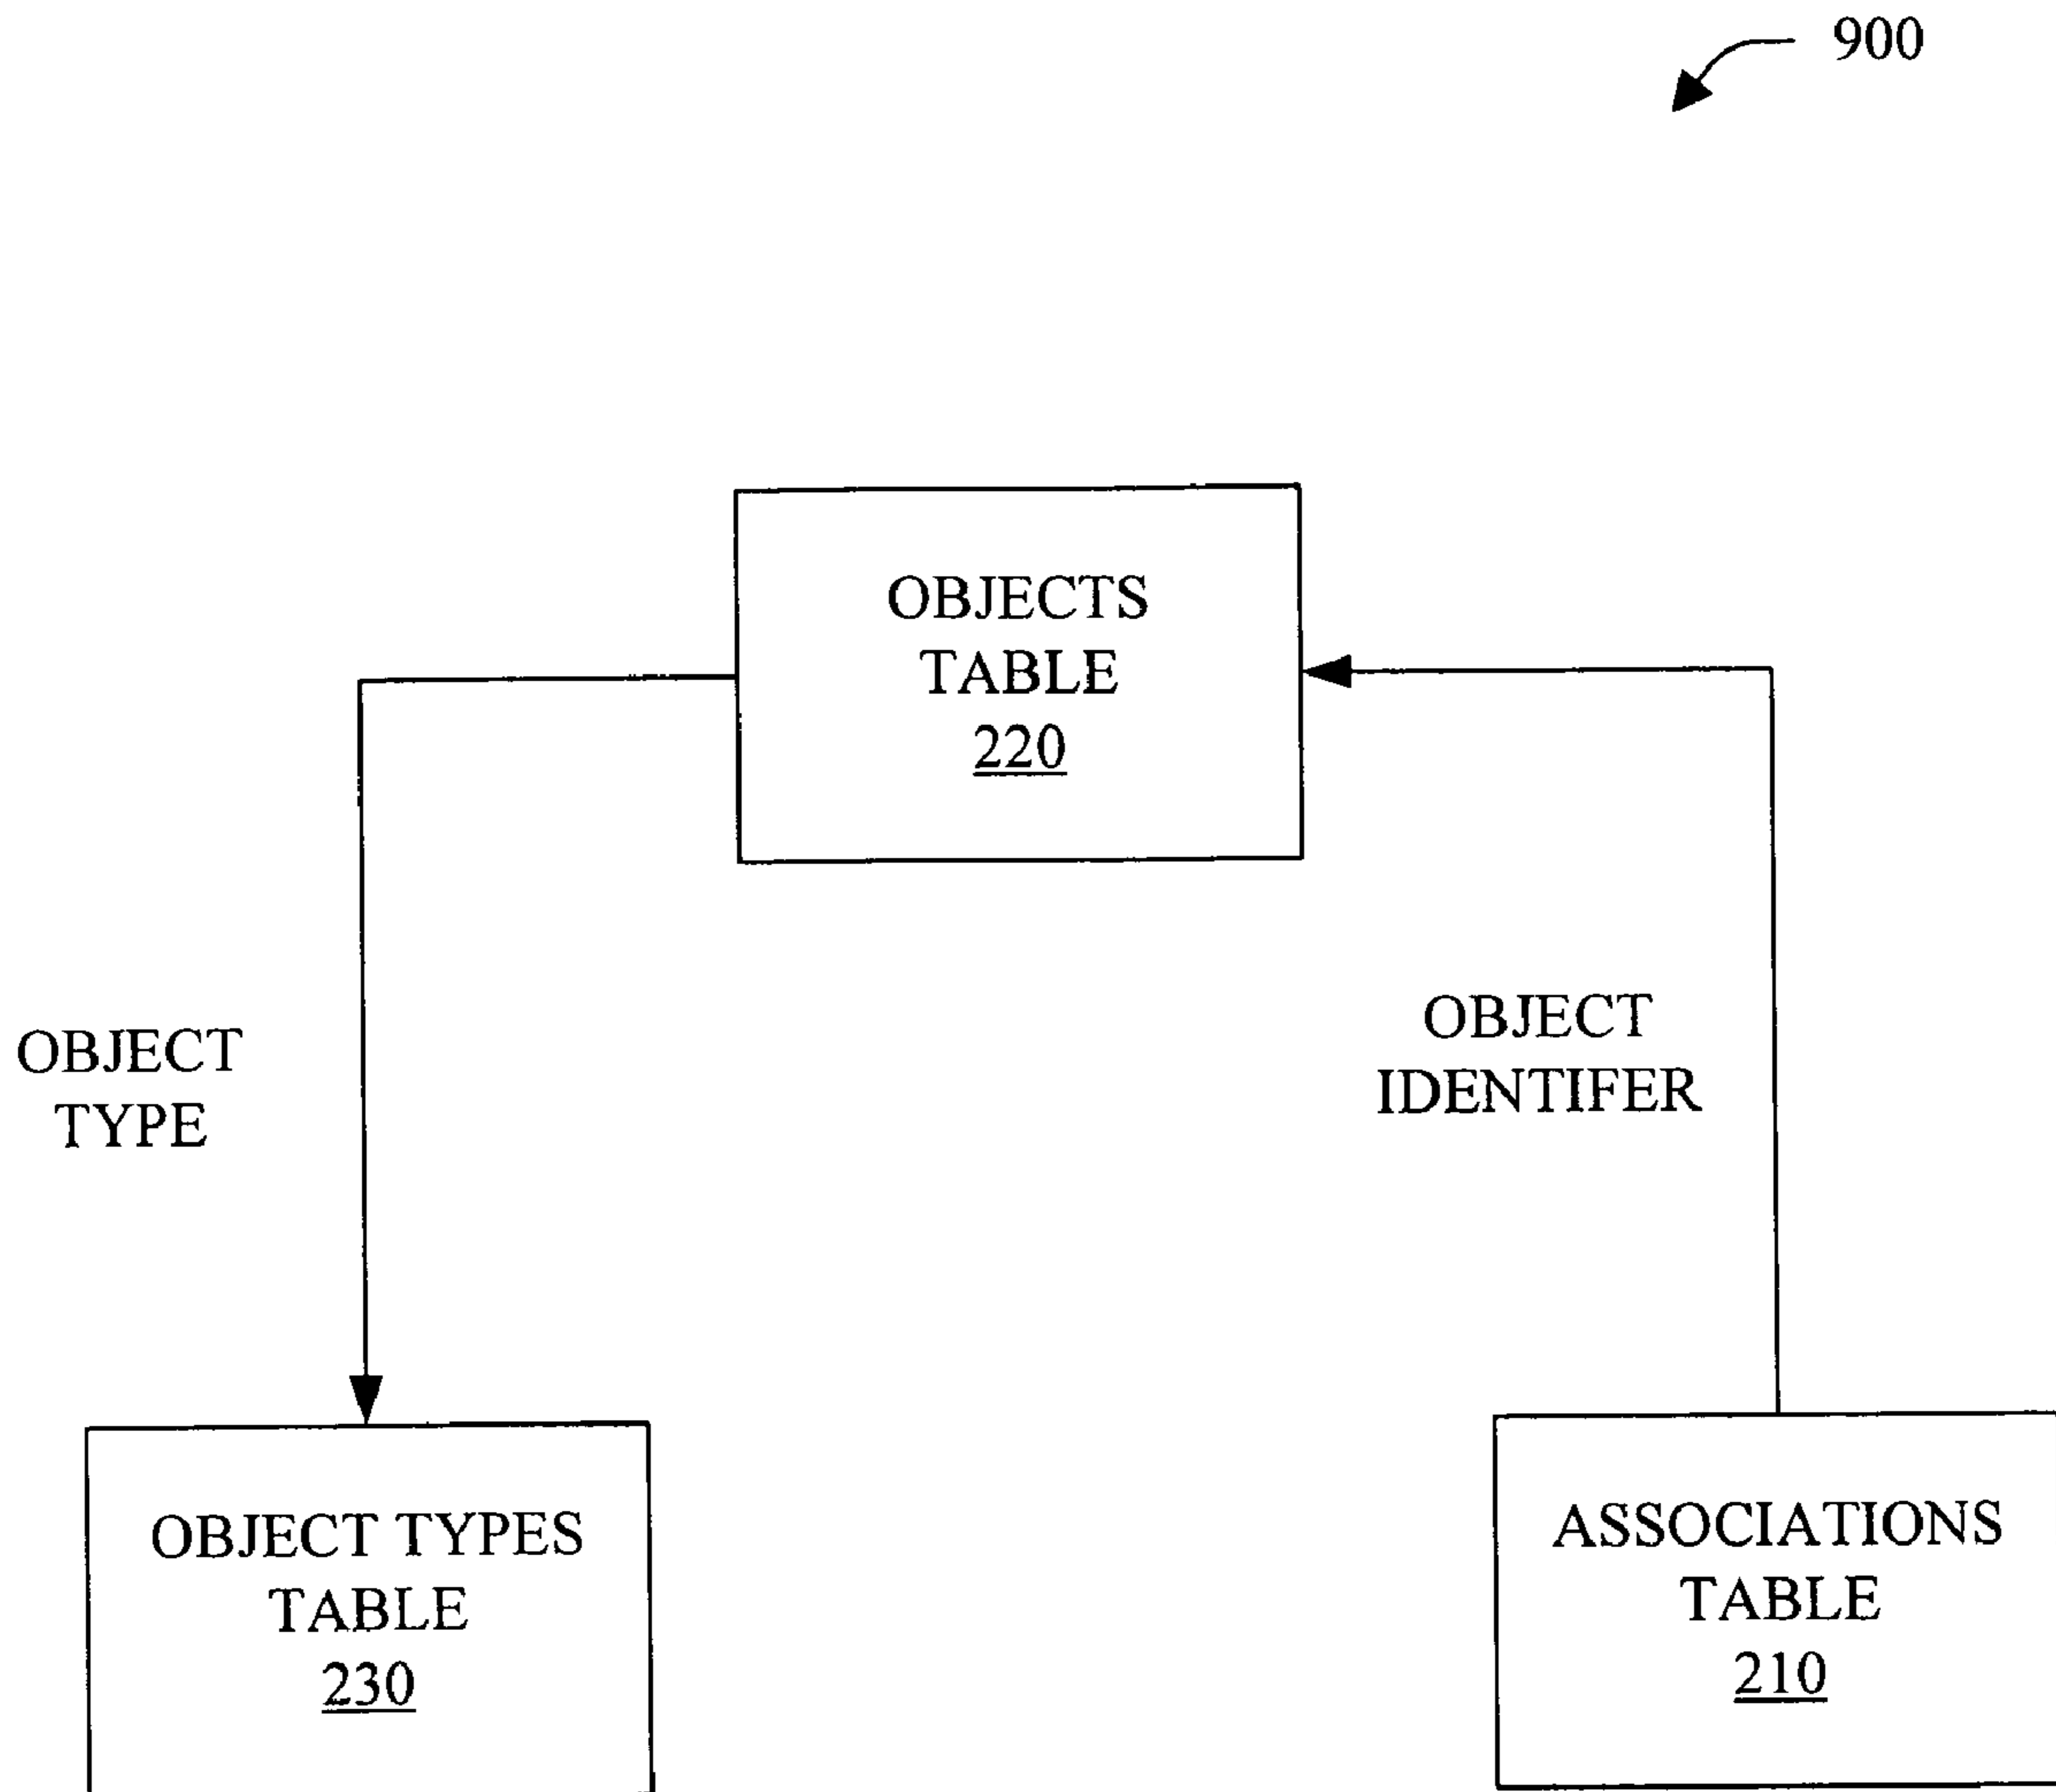 900
OBJECTS
TABLE
220
OBJECT
TYPE
OBJECT
IDENTIFER
OBJECT TYPES
TABLE
230
ASSOCIATIONS
TABLE
210